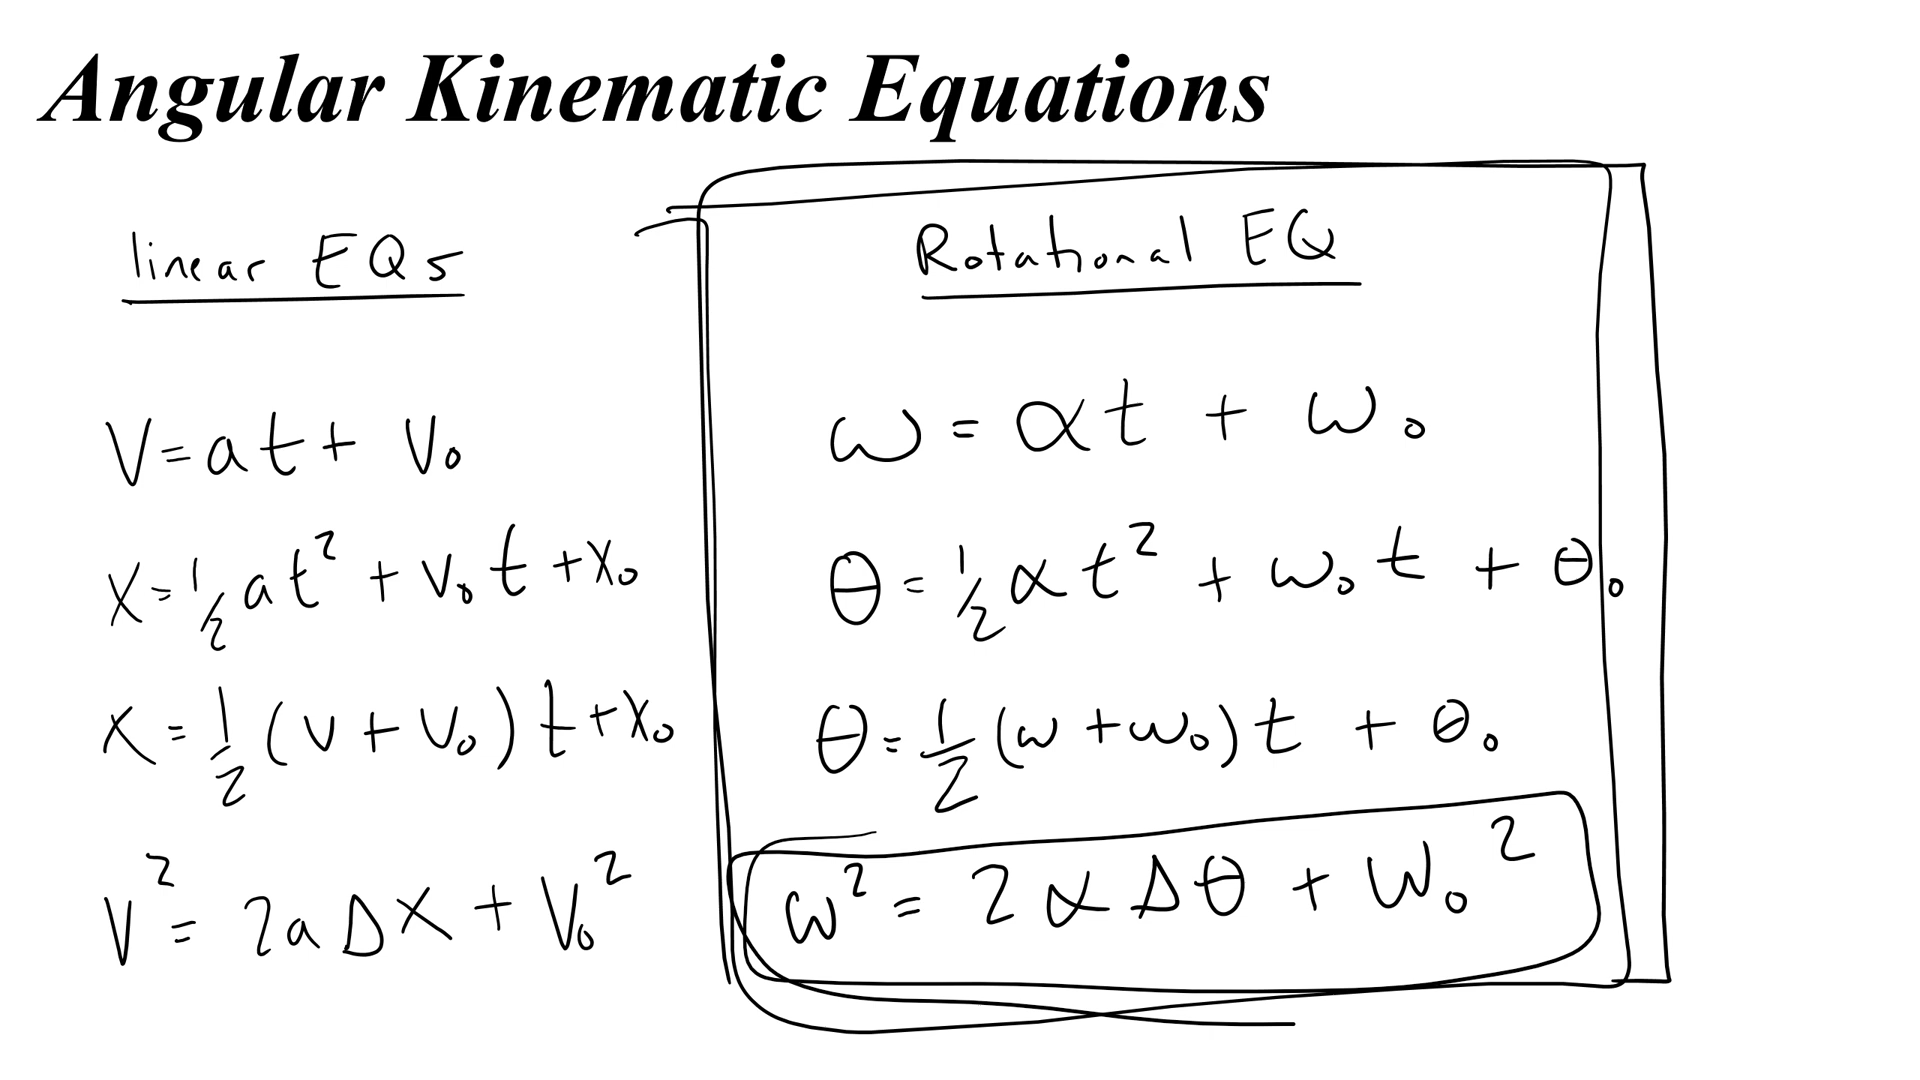 Angular Kinematic Equations
linear EQs
V = at + V₀
X = ½at² + V₀t + X₀
X = ½(V + V₀)t + X₀
V² = 2aΔX + V₀²
Rotational EQ
ω = αt + ω₀
θ = ½αt² + ω₀t + θ₀
θ = ½(ω + ω₀)t + θ₀
ω² = 2αΔθ + ω₀²